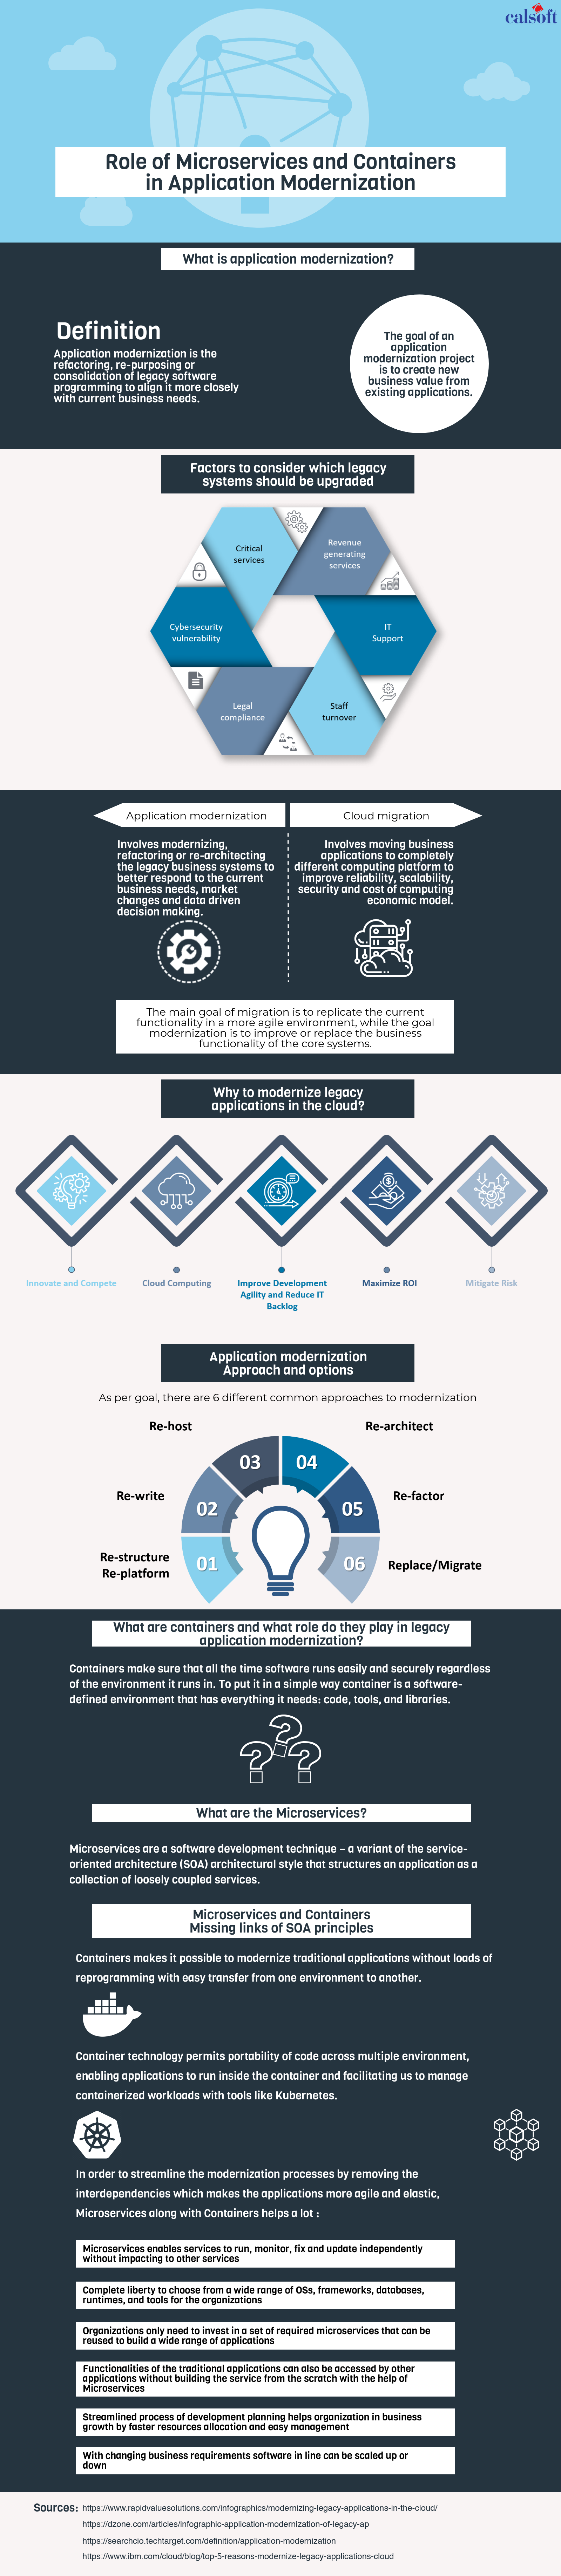 calsoft
Role of Microservices and Containers
in Application Modernization
What is application modernization?
Definition
Application modernization is the
refactoring, re-purposing or
consolidation of legacy software
programming to align it more closely
with current business needs.
The goal of an
application
modernization project
is to create new
business value from
existing applications.
Factors to consider which legacy
systems should be upgraded
Critical
services
Revenue
generating
services
Cybersecurity
vulnerability
IT
Support
Legal
compliance
Staff
turnover
Application modernization
Involves modernizing,
refactoring or re-architecting
the legacy business systems to
better respond to the current
business needs, market
changes and data driven
decision making.
Cloud migration
Involves moving business
applications to completely
different computing platform to
improve reliability, scalability,
security and cost of computing
economic model.
The main goal of migration is to replicate the current
functionality in a more agile environment, while the goal
modernization is to improve or replace the business
functionality of the core systems.
Why to modernize legacy
applications in the cloud?
Innovate and Compete
Cloud Computing
Improve Development
Agility and Reduce IT
Backlog
Maximize ROI
Mitigate Risk
Application modernization
Approach and options
As per goal, there are 6 different common approaches to modernization
Re-structure
Re-platform
01
Re-write
02
Re-host
03
Re-architect
04
Re-factor
05
Replace/Migrate
06
What are containers and what role do they play in legacy
application modernization?
Containers make sure that all the time software runs easily and securely regardless
of the environment it runs in. To put it in a simple way container is a software-
defined environment that has everything it needs: code, tools, and libraries.
???
What are the Microservices?
Microservices are a software development technique – a variant of the service-
oriented architecture (SOA) architectural style that structures an application as a
collection of loosely coupled services.
Microservices and Containers
Missing links of SOA principles
Containers makes it possible to modernize traditional applications without loads of
reprogramming with easy transfer from one environment to another.
Container technology permits portability of code across multiple environment,
enabling applications to run inside the container and facilitating us to manage
containerized workloads with tools like Kubernetes.
In order to streamline the modernization processes by removing the
interdependencies which makes the applications more agile and elastic,
Microservices along with Containers helps a lot :
Microservices enables services to run, monitor, fix and update independently
without impacting to other services
Complete liberty to choose from a wide range of OSs, frameworks, databases,
runtimes, and tools for the organizations
Organizations only need to invest in a set of required microservices that can be
reused to build a wide range of applications
Functionalities of the traditional applications can also be accessed by other
applications without building the service from the scratch with the help of
Microservices
Streamlined process of development planning helps organization in business
growth by faster resources allocation and easy management
With changing business requirements software in line can be scaled up or
down
Sources: https://www.rapidvaluesolutions.com/infographics/modernizing-legacy-applications-in-the-cloud/
https://dzone.com/articles/infographic-application-modernization-of-legacy-ap
https://searchcio.techtarget.com/definition/application-modernization
https://www.ibm.com/cloud/blog/top-5-reasons-modernize-legacy-applications-cloud